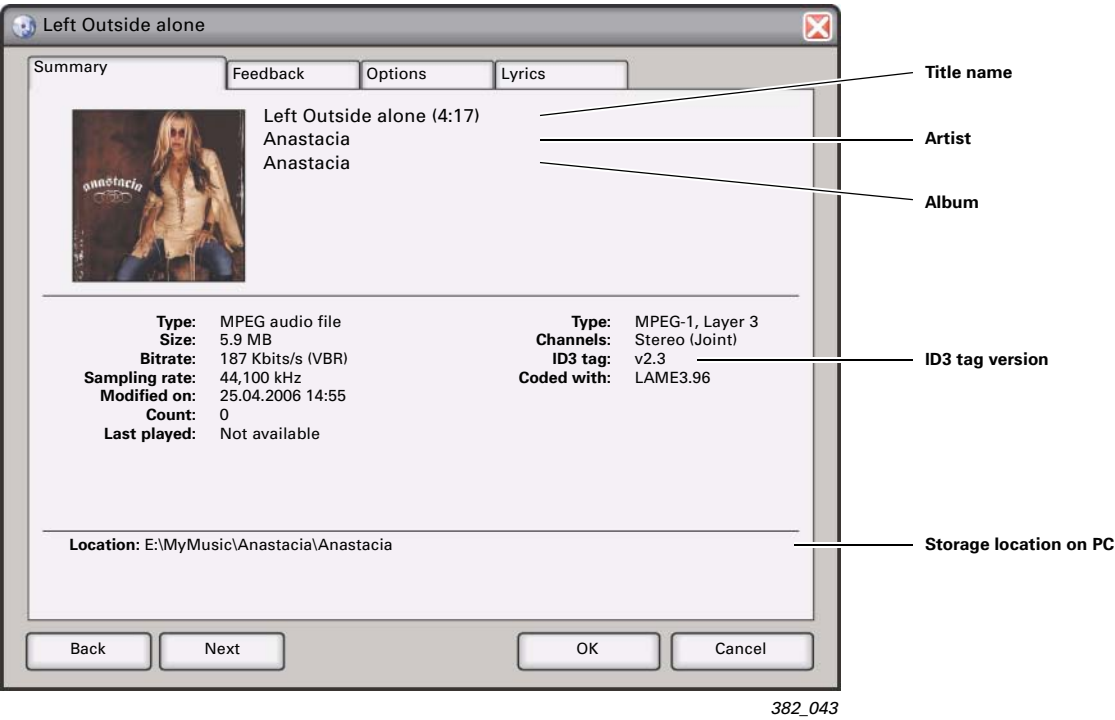 Left Outside alone
Summary
Feedback
Options
Lyrics
Title name
Left Outside alone (4:17)
Anastacia
Artist
Anastacia
Album
anastacia
Type: MPEG audio file
Size: 5.9 MB
Bitrate: 187 Kbits/s (VBR)
Sampling rate: 44,100 kHz
Modified on: 25.04.2006 14:55
Count: 0
Last played: Not available
Type: MPEG-1, Layer 3
Channels: Stereo (Joint)
ID3 tag: v2.3
Coded with: LAME3.96
ID3 tag version
Location: E:\MyMusic\Anastacia\Anastacia
Storage location on PC
Back
Next
OK
Cancel
382_043